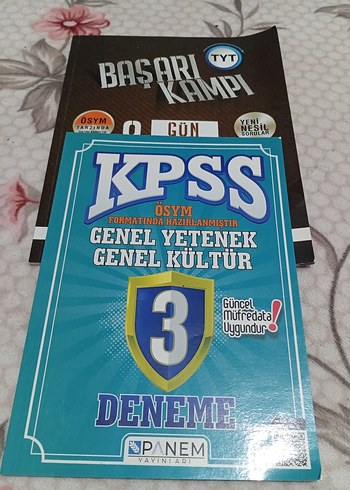 TYT
BAŞARI
KAMPI
ÖSYM
TARZINDA
GÜN
YENİ
NESİL
SORULAR
KPSS
ÖSYM
FORMATINDA HAZIRLANMIŞTIR
GENEL YETENEK
GENEL KÜLTÜR
3
Güncel
Müfredata
Uygundur!
DENEME
PANEM
YAYINLARI